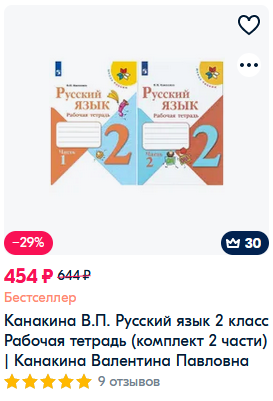 Русский
язык
Рабочая тетрадь
Часть
1
2
Русский
язык
Рабочая тетрадь
Часть
2
2
−29%
30
454 ₽ 644 ₽
Бестселлер
Канакина В.П. Русский язык 2 класс
Рабочая тетрадь (комплект 2 части)
| Канакина Валентина Павловна
9 отзывов